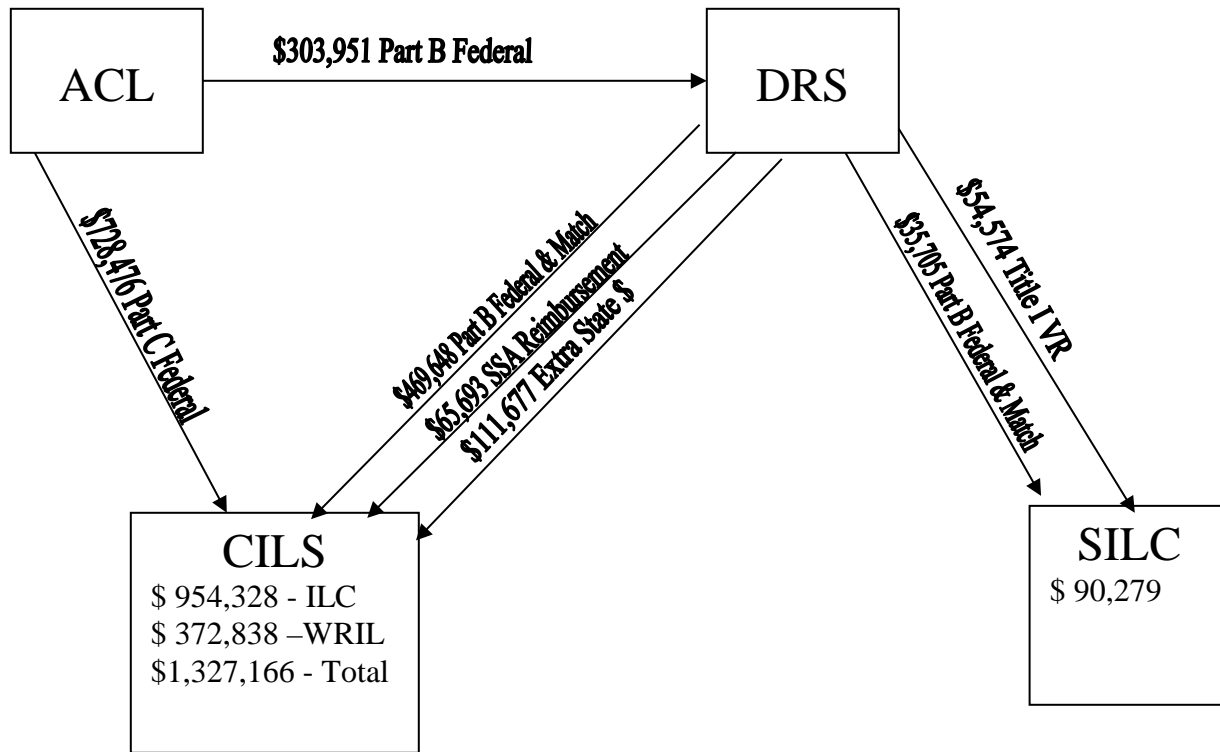 ACL
$303,951 Part B Federal
DRS
$728,476 Part C Federal
$469,648 Part B Federal & Match
$65,693 SSA Reimbursement
$111,677 Extra State $
$35,705 Part B Federal & Match
$54,574 Title I VR
CILS
$ 954,328 - ILC
$ 372,838 –WRIL
$1,327,166 - Total
SILC
$ 90,279